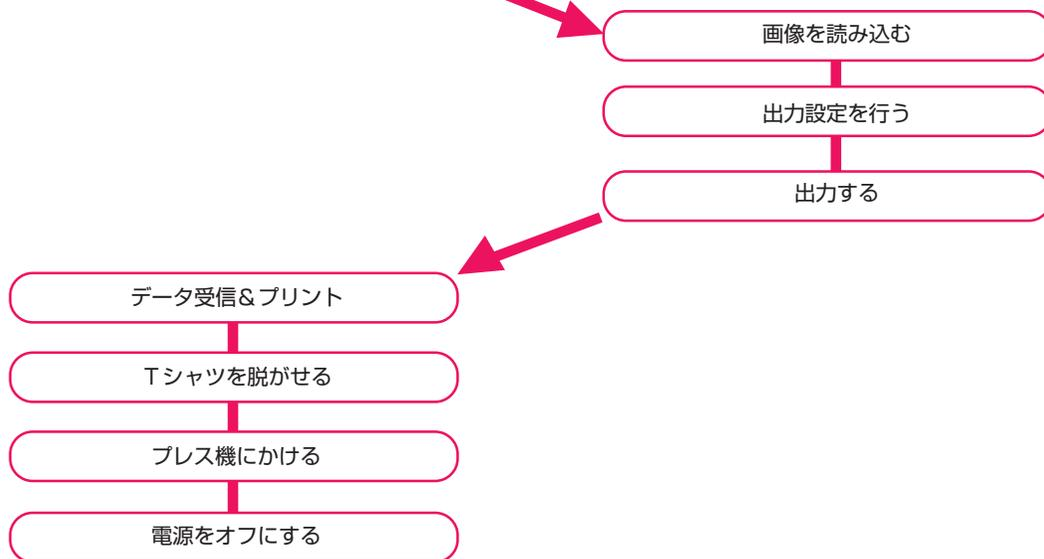 画像を読み込む
出力設定を行う
出力する
データ受信＆プリント
Ｔシャツを脱がせる
プレス機にかける
電源をオフにする